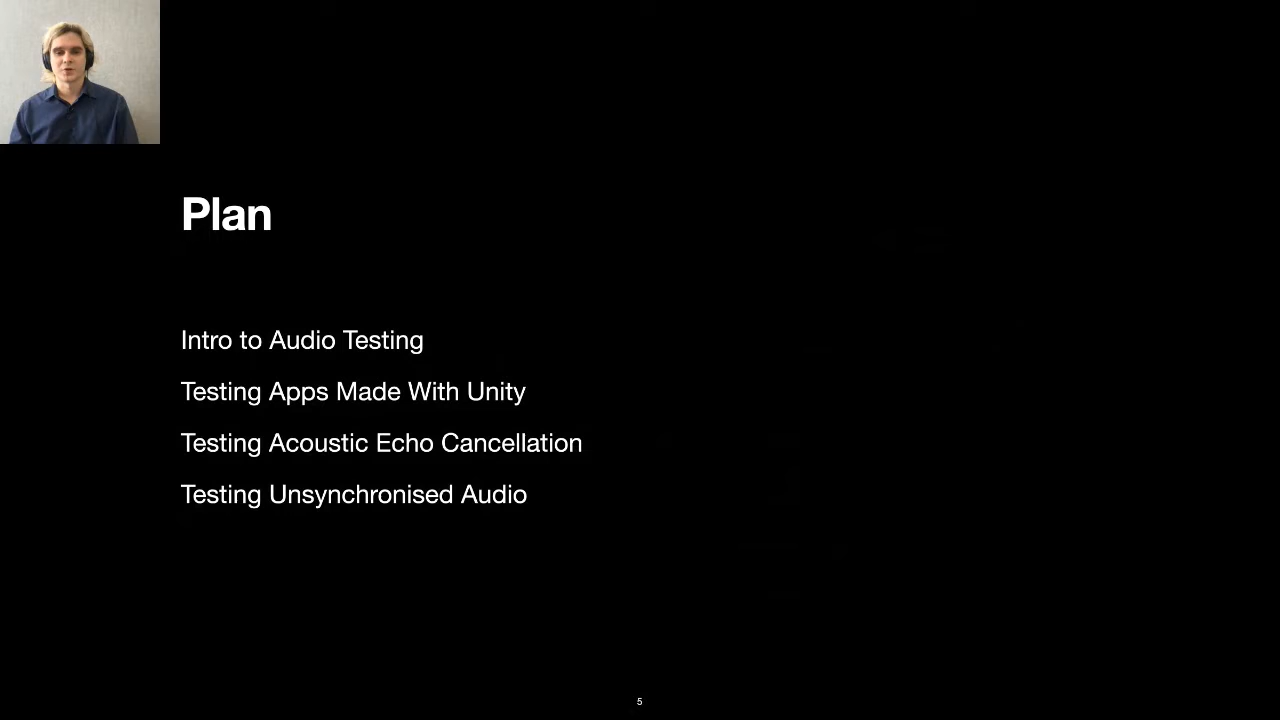 Plan
Intro to Audio Testing
Testing Apps Made With Unity
Testing Acoustic Echo Cancellation
Testing Unsynchronised Audio
5